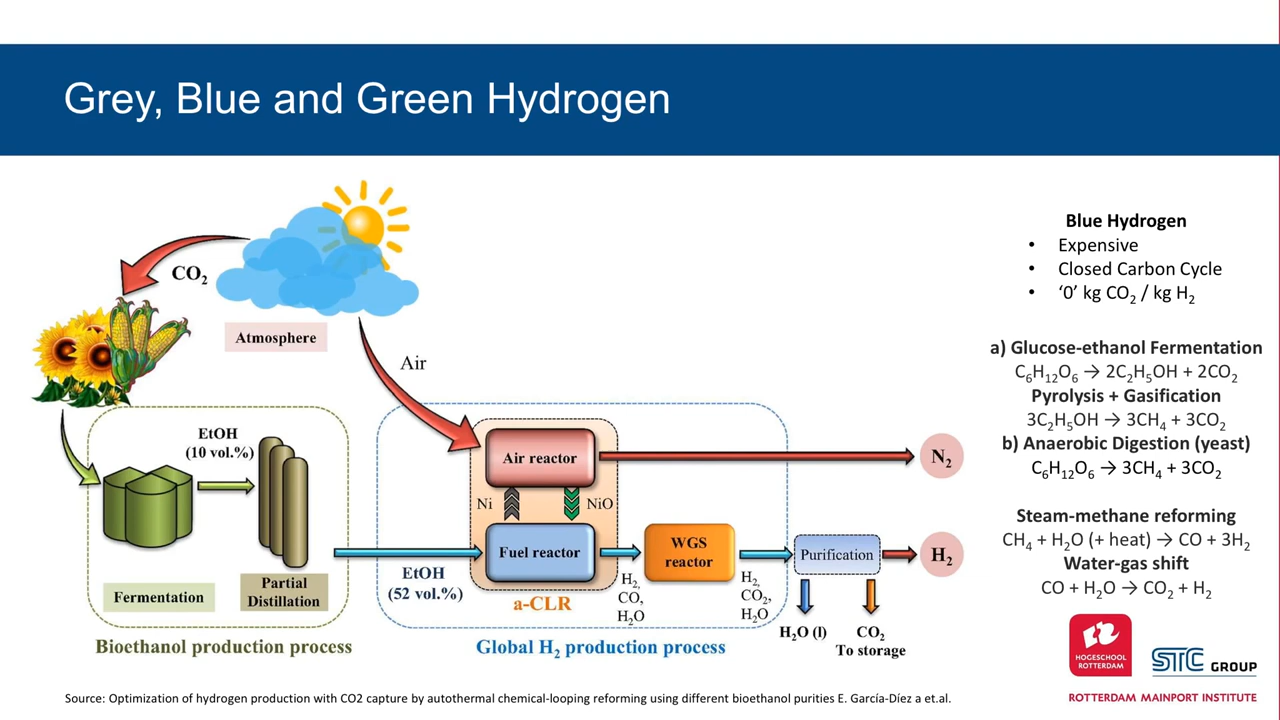 Grey, Blue and Green Hydrogen
CO₂
Atmosphere
Air
EtOH
(10 vol.%)
Fermentation
Partial
Distillation
Bioethanol production process
EtOH
(52 vol.%)
Air reactor
Ni
NiO
Fuel reactor
a-CLR
H₂,
CO,
H₂O
WGS
reactor
H₂,
CO₂,
H₂O
Global H₂ production process
Purification
H₂O (l)
CO₂
To storage
N₂
H₂
Blue Hydrogen
• Expensive
• Closed Carbon Cycle
• ‘0’ kg CO₂ / kg H₂
a) Glucose-ethanol Fermentation
C₆H₁₂O₆ → 2C₂H₅OH + 2CO₂
Pyrolysis + Gasification
3C₂H₅OH → 3CH₄ + 3CO₂
b) Anaerobic Digestion (yeast)
C₆H₁₂O₆ → 3CH₄ + 3CO₂
Steam-methane reforming
CH₄ + H₂O (+ heat) → CO + 3H₂
Water-gas shift
CO + H₂O → CO₂ + H₂
HOGESCHOOL
ROTTERDAM
STC GROUP
ROTTERDAM MAINPORT INSTITUTE
Source: Optimization of hydrogen production with CO2 capture by autothermal chemical-looping reforming using different bioethanol purities E. García-Díez a et.al.